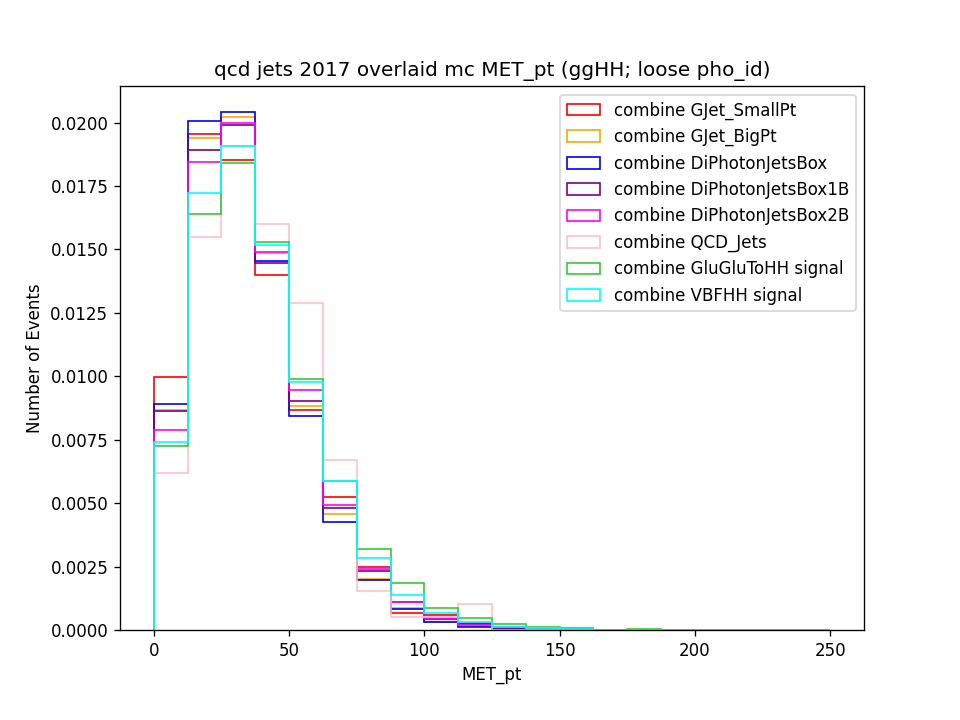 qcd jets 2017 overlaid mc MET_pt (ggHH; loose pho_id)
combine GJet_SmallPt
combine GJet_BigPt
combine DiPhotonJetsBox
combine DiPhotonJetsBox1B
combine DiPhotonJetsBox2B
combine QCD_Jets
combine GluGluToHH signal
combine VBFHH signal
Number of Events
0.0200
0.0175
0.0150
0.0125
0.0100
0.0075
0.0050
0.0025
0.0000
0 50 100 150 200 250
MET_pt